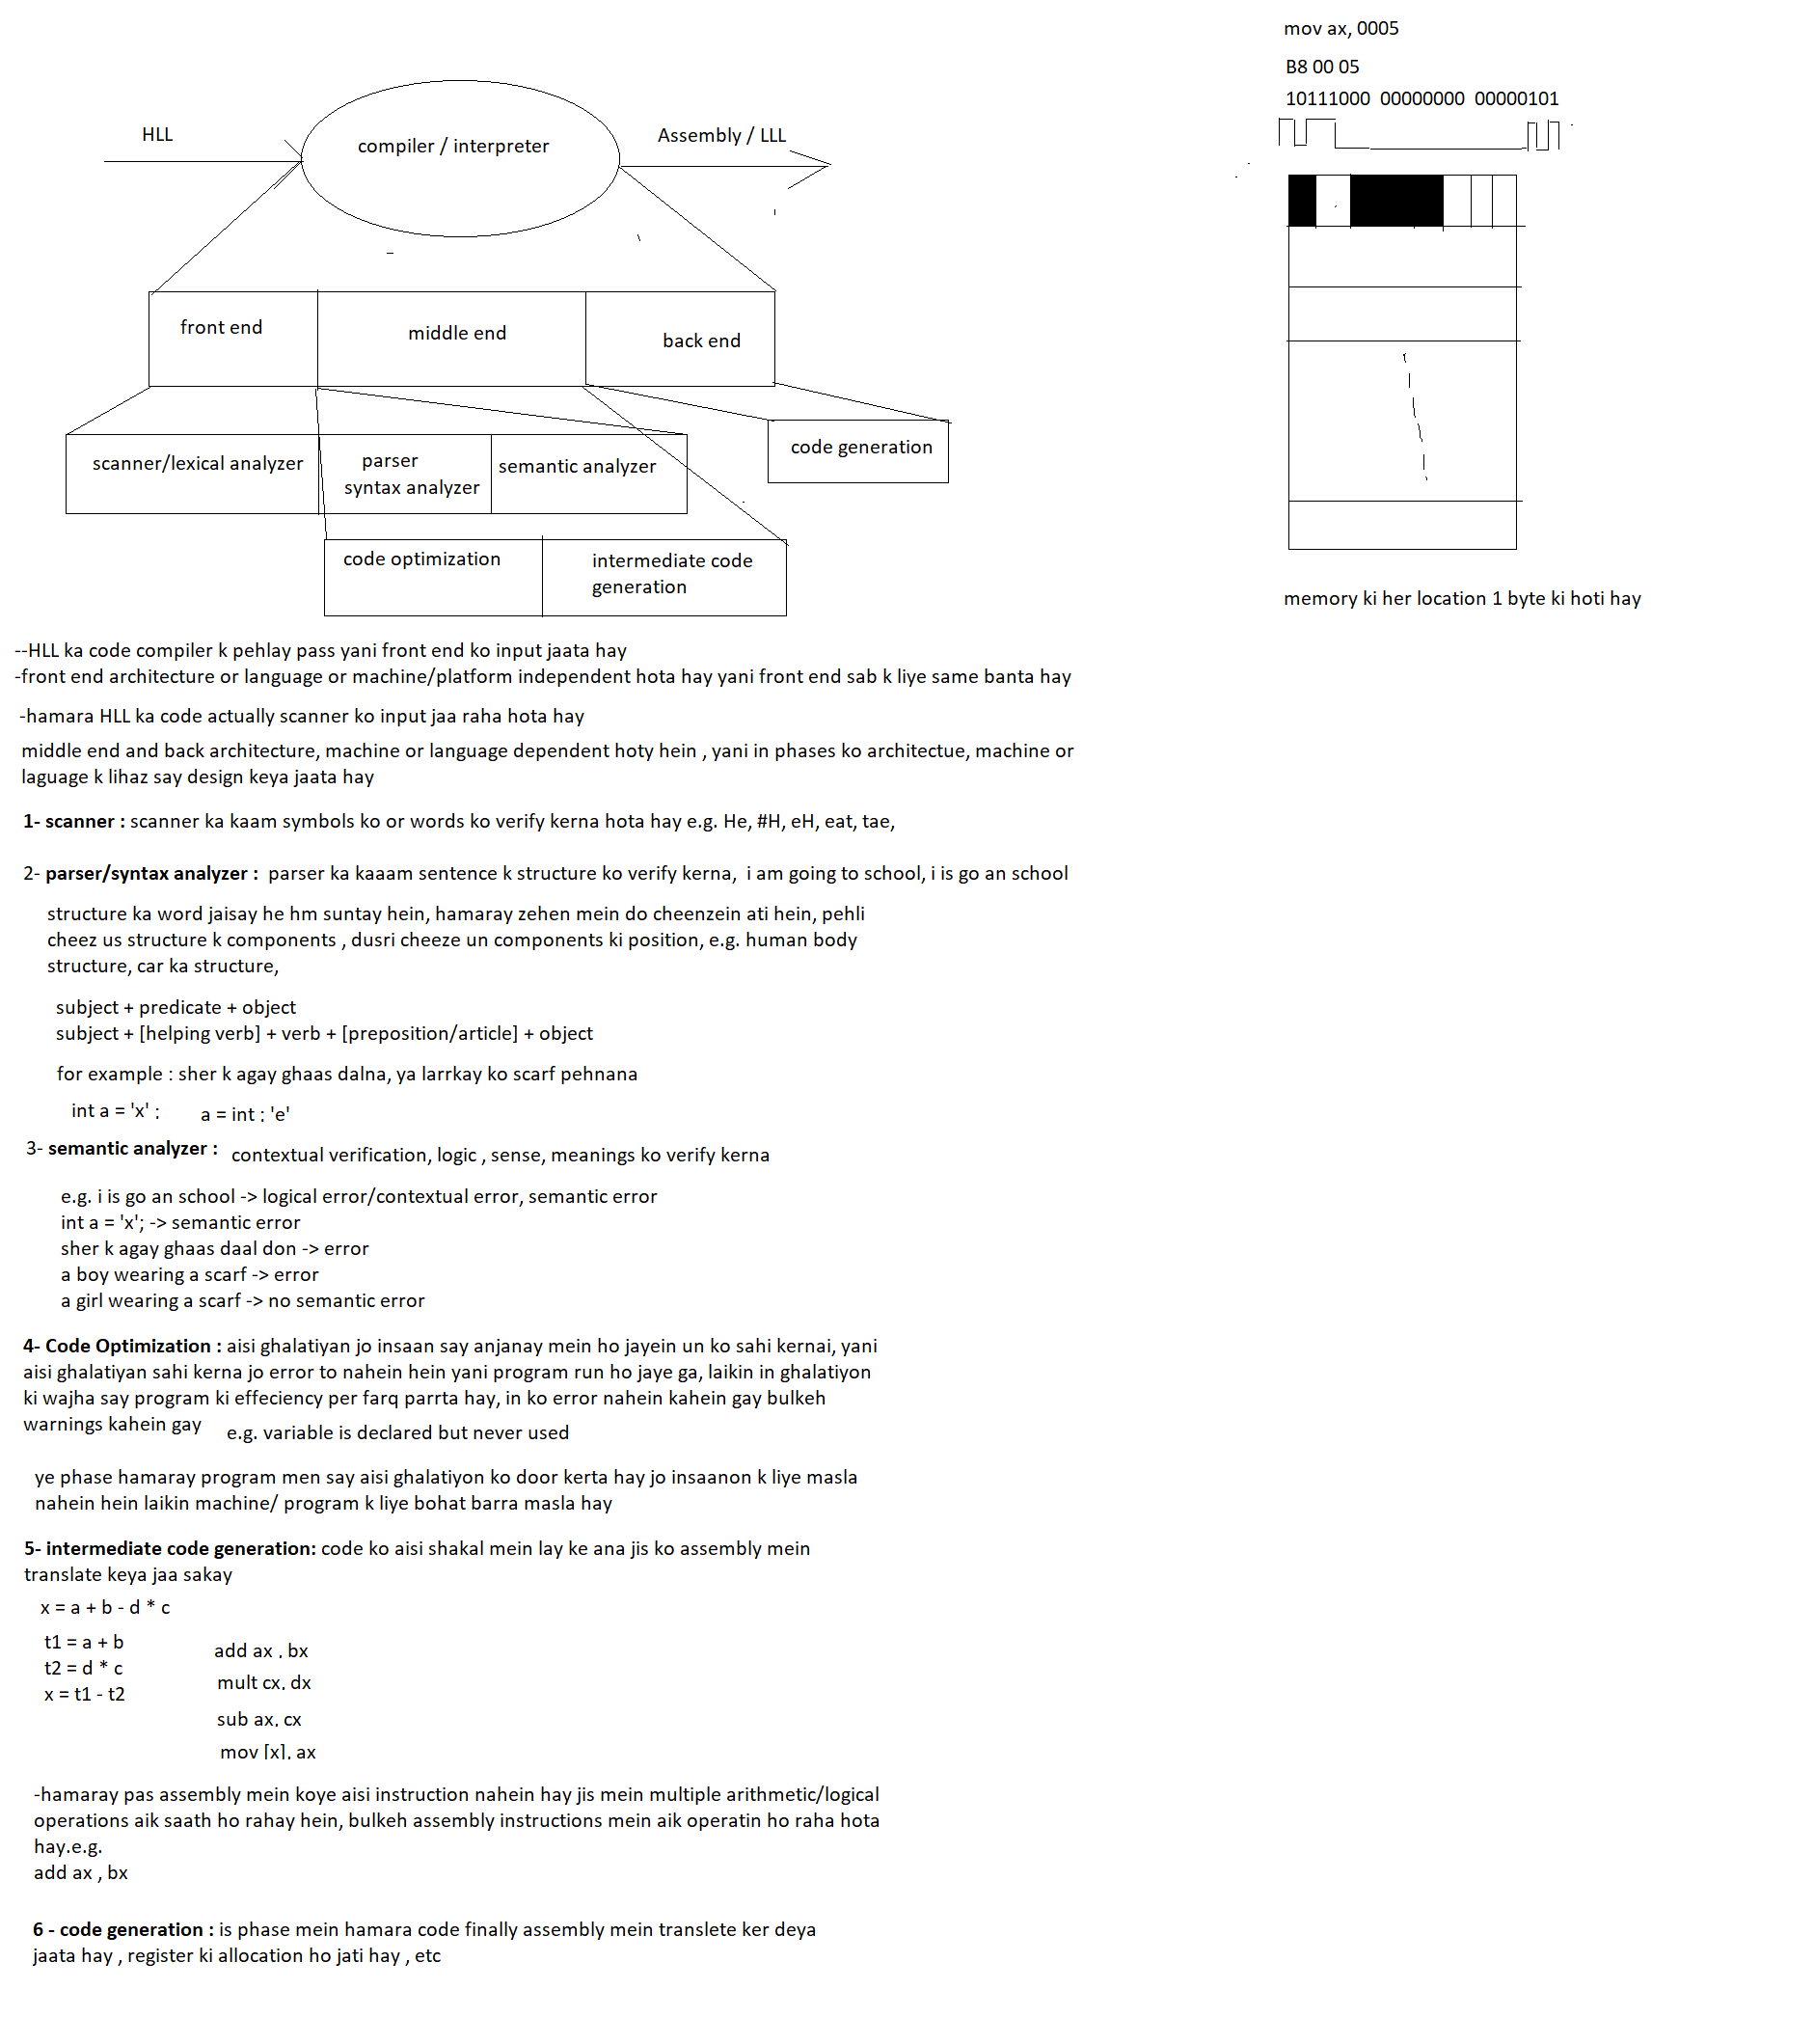 mov ax, 0005
B8 00 05
10111000 00000000 00000101
HLL
compiler / interpreter
Assembly / LLL
front end
middle end
back end
scanner/lexical analyzer
parser
syntax analyzer
semantic analyzer
code generation
code optimization
intermediate code
generation
memory ki her location 1 byte ki hoti hay
--HLL ka code compiler k pehlay pass yani front end ko input jaata hay
-front end architecture or language or machine/platform independent hota hay yani front end sab k liye same banta hay
-hamara HLL ka code actually scanner ko input jaa raha hota hay
middle end and back architecture, machine or language dependent hoty hein , yani in phases ko architectue, machine or
laguage k lihaz say design keya jaata hay
1- scanner : scanner ka kaam symbols ko or words ko verify kerna hota hay e.g. He, #H, eH, eat, tae,
2- parser/syntax analyzer : parser ka kaaam sentence k structure ko verify kerna, i am going to school, i is go an school
structure ka word jaisay he hm suntay hein, hamaray zehen mein do cheenzein ati hein, pehli
cheez us structure k components , dusri cheeze un components ki position, e.g. human body
structure, car ka structure,
subject + predicate + object
subject + [helping verb] + verb + [preposition/article] + object
for example : sher k agay ghaas dalna, ya larrkay ko scarf pehnana
int a = 'x' ;
a = int ; 'e'
3- semantic analyzer :
contextual verification, logic , sense, meanings ko verify kerna
e.g. i is go an school -> logical error/contextual error, semantic error
int a = 'x'; -> semantic error
sher k agay ghaas daal don -> error
a boy wearing a scarf -> error
a girl wearing a scarf -> no semantic error
4- Code Optimization : aisi ghalatiyan jo insaan say anjanay mein ho jayein un ko sahi kernai, yani
aisi ghalatiyan sahi kerna jo error to nahein hein yani program run ho jaye ga, laikin in ghalatiyon
ki wajha say program ki effeciency per farq parrta hay, in ko error nahein kahein gay bulkeh
warnings kahein gay
e.g. variable is declared but never used
ye phase hamaray program men say aisi ghalatiyon ko door kerta hay jo insaanon k liye masla
nahein hein laikin machine/ program k liye bohat barra masla hay
5- intermediate code generation: code ko aisi shakal mein lay ke ana jis ko assembly mein
translate keya jaa sakay
x = a + b - d * c
t1 = a + b
t2 = d * c
x = t1 - t2
add ax , bx
mult cx, dx
sub ax, cx
mov [x], ax
-hamaray pas assembly mein koye aisi instruction nahein hay jis mein multiple arithmetic/logical
operations aik saath ho rahay hein, bulkeh assembly instructions mein aik operatin ho raha hota
hay.e.g.
add ax , bx
6 - code generation : is phase mein hamara code finally assembly mein translete ker deya
jaata hay , register ki allocation ho jati hay , etc